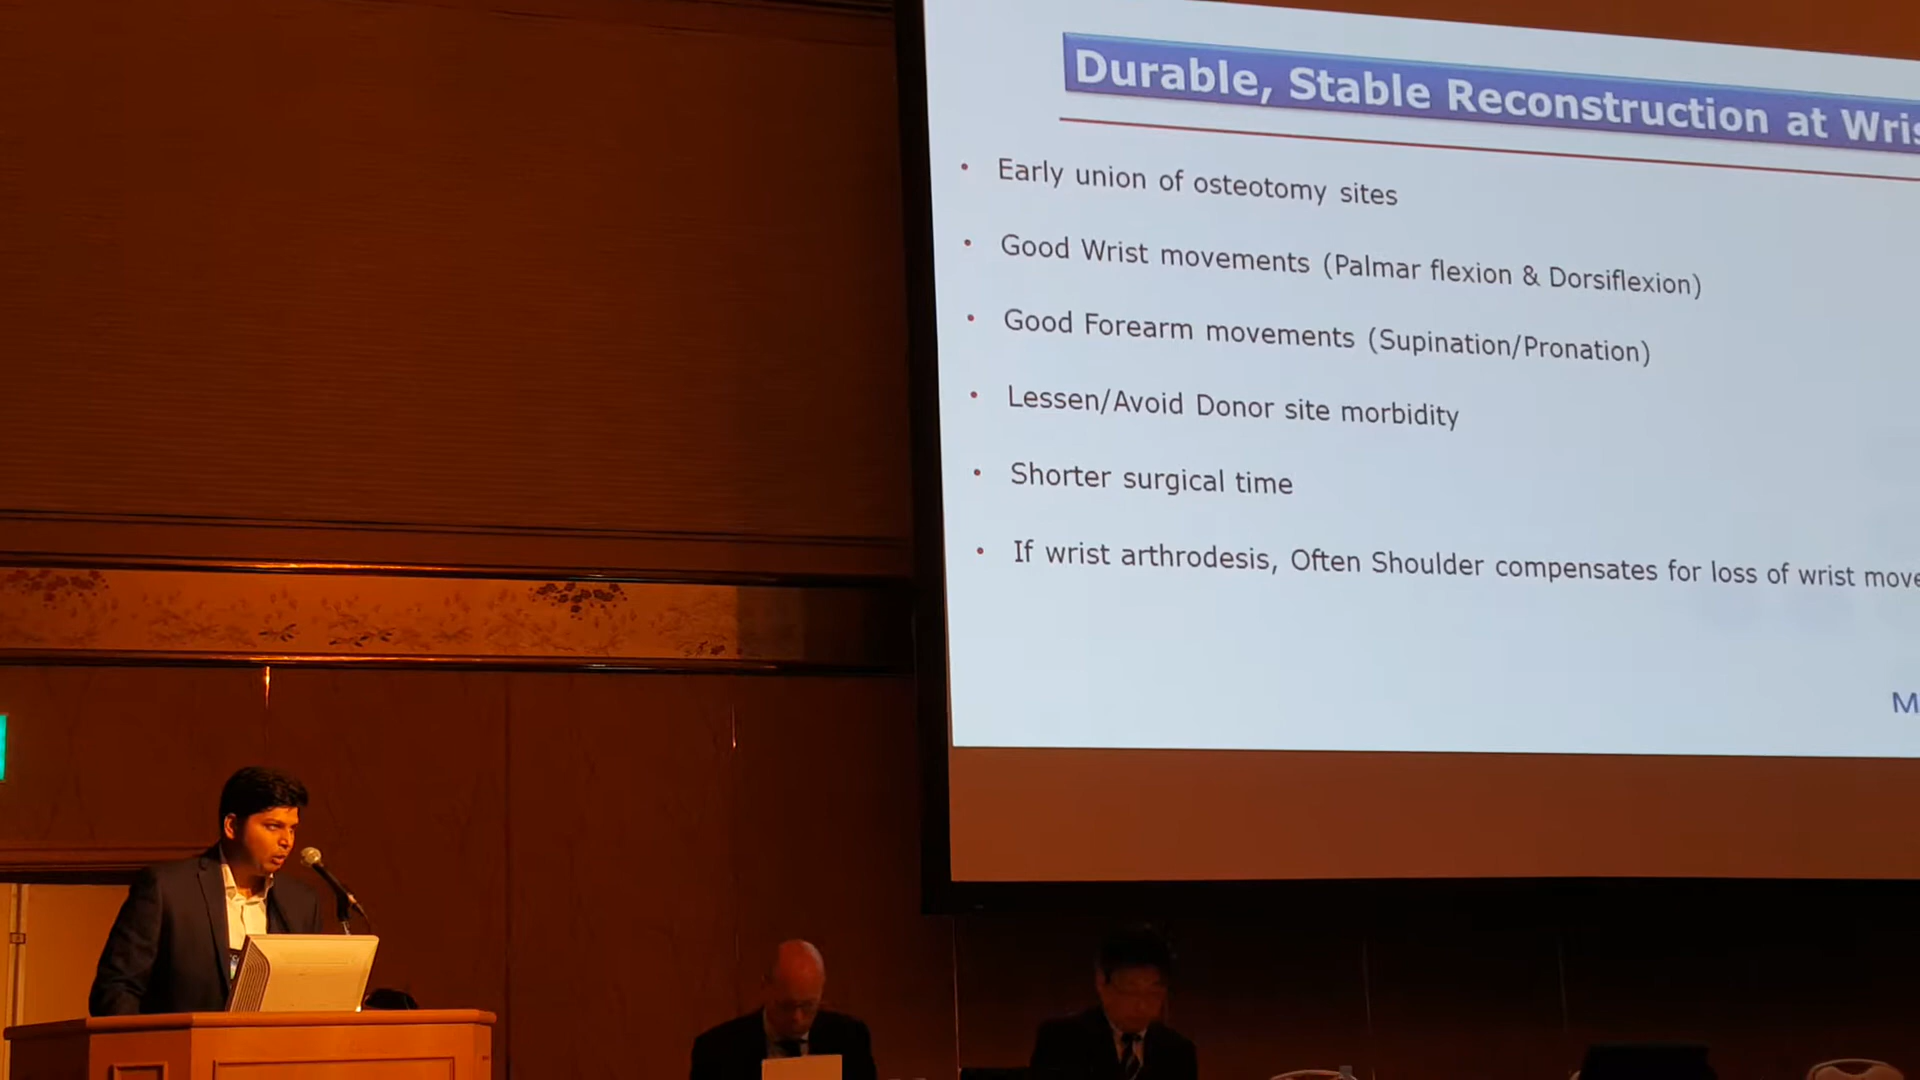 Durable, Stable Reconstruction at Wris
• Early union of osteotomy sites
• Good Wrist movements (Palmar flexion & Dorsiflexion)
• Good Forearm movements (Supination/Pronation)
• Lessen/Avoid Donor site morbidity
• Shorter surgical time
• If wrist arthrodesis, Often Shoulder compensates for loss of wrist move
M